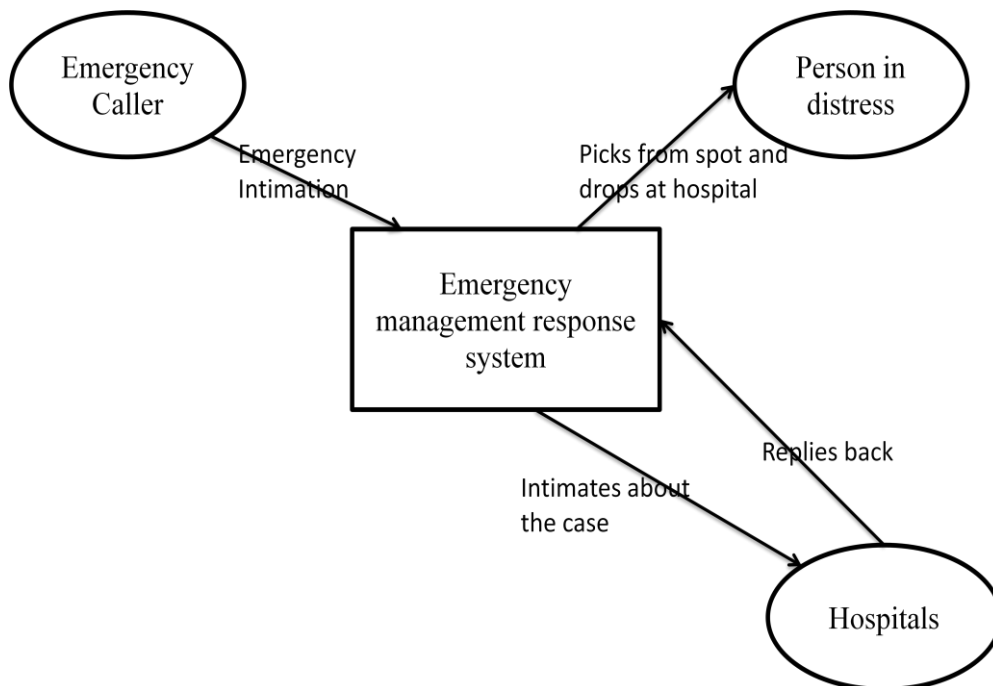 Emergency
Caller
Person in
distress
Emergency
Intimation
Picks from spot and
drops at hospital
Emergency
management response
system
Replies back
Intimates about
the case
Hospitals